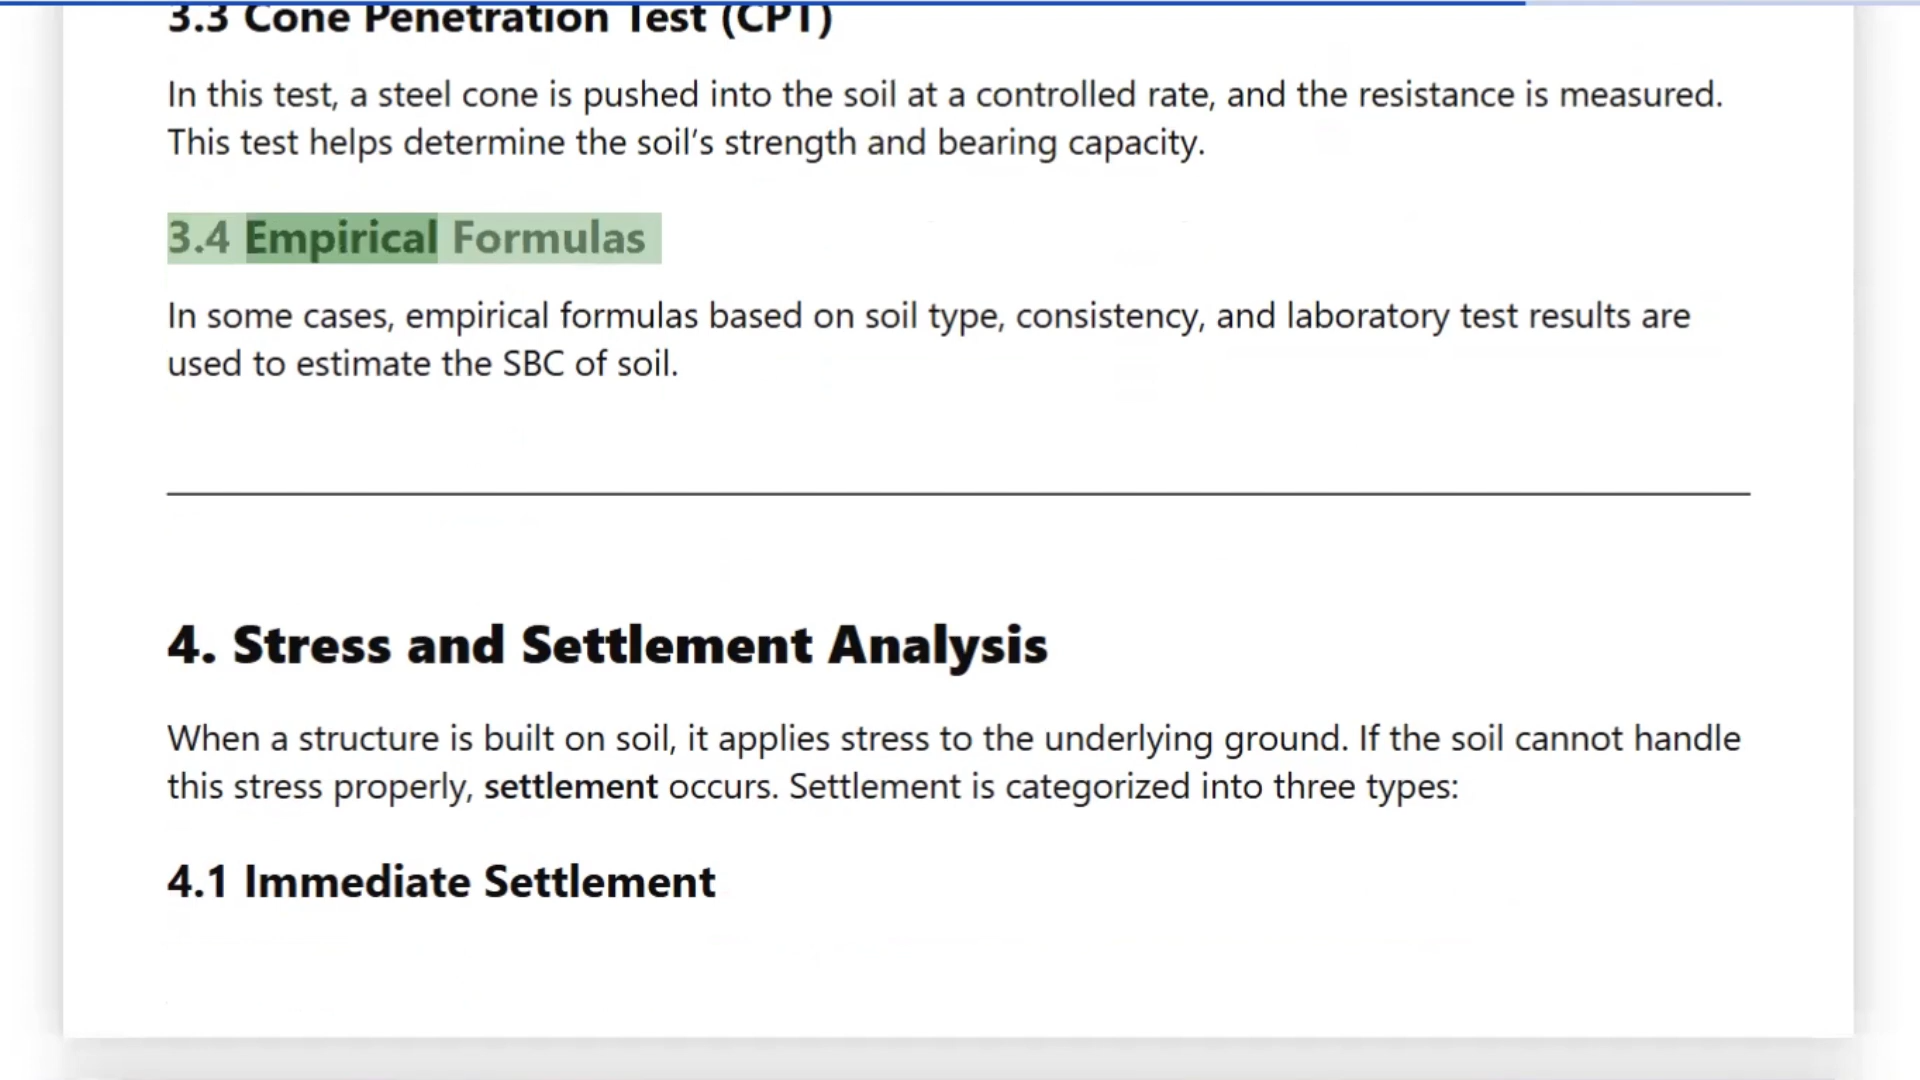 3.3 Cone Penetration Test (CPT)
In this test, a steel cone is pushed into the soil at a controlled rate, and the resistance is measured.
This test helps determine the soil’s strength and bearing capacity.
3.4 Empirical Formulas
In some cases, empirical formulas based on soil type, consistency, and laboratory test results are
used to estimate the SBC of soil.
4. Stress and Settlement Analysis
When a structure is built on soil, it applies stress to the underlying ground. If the soil cannot handle
this stress properly, settlement occurs. Settlement is categorized into three types:
4.1 Immediate Settlement